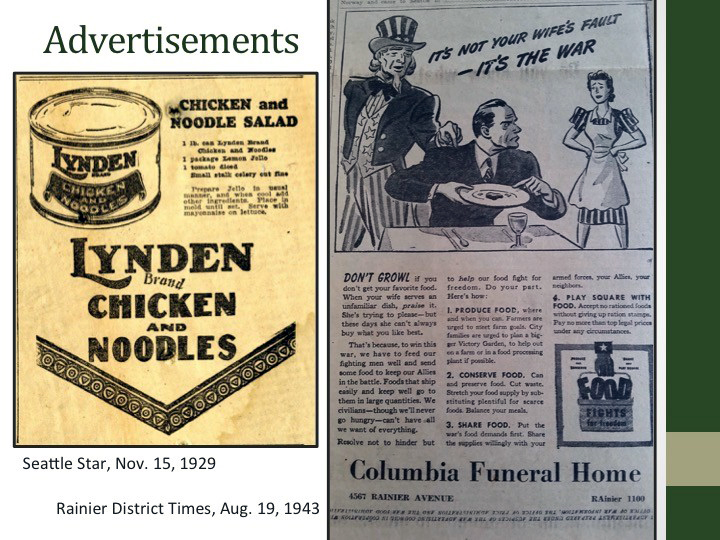 Advertisements
CHICKEN and
NOODLE SALAD
1 lb. can Lynden Brand
Chicken and Noodles
1 package Lemon Jello
1 tomato diced
Small stalk celery cut fine
Prepare Jello in usual
manner, and when cool add
other ingredients. Place in
mold until set. Serve with
mayonnaise on lettuce.
LYNDEN
BRAND
CHICKEN
AND
NOODLES
LYNDEN
Brand
CHICKEN
AND
NOODLES
Seattle Star, Nov. 15, 1929
Rainier District Times, Aug. 19, 1943
IT'S NOT YOUR WIFE'S FAULT
— IT'S THE WAR
DON'T GROWL if you
don't get your favorite food.
When your wife serves an
unfamiliar dish, praise it.
She's trying to please—but
these days she can't always
buy what you like best.
That's because, to win this
war, we have to feed our
fighting men well and send
some food to keep our Allies
in the battle. Foods that ship
easily and keep well go to
them in large quantities. We
civilians—though we'll never
go hungry—can't have all
we want of everything.
Resolve not to hinder but
to help our food fight for
freedom. Do your part.
Here's how:
1. PRODUCE FOOD, where
and when you can. Farmers are
urged to meet farm goals. City
families are urged to plan a big-
ger Victory Garden, to help out
on a farm or in a food processing
plant if possible.
2. CONSERVE FOOD. Can
and preserve food. Cut waste.
Stretch your food supply by sub-
stituting plentiful for scarce
foods. Balance your meals.
3. SHARE FOOD. Put the
war's food demands first. Share
the supplies willingly with your
armed forces, your Allies, your
neighbors.
4. PLAY SQUARE WITH
FOOD. Accept no rationed foods
without giving up ration stamps.
Pay no more than top legal prices
under any circumstances.
FOOD
FIGHTS
for freedom
Columbia Funeral Home
4567 RAINIER AVENUE
RAinier 1100